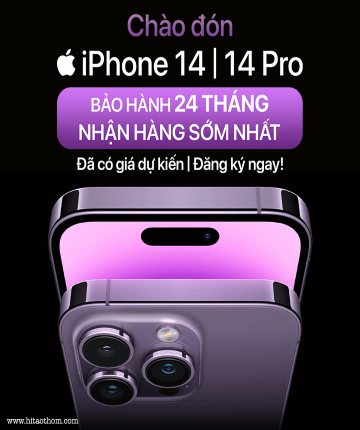 Chào đón
iPhone 14 | 14 Pro
BẢO HÀNH 24 THÁNG
NHẬN HÀNG SỚM NHẤT
Đã có giá dự kiến | Đăng ký ngay!
www.hitaothom.com